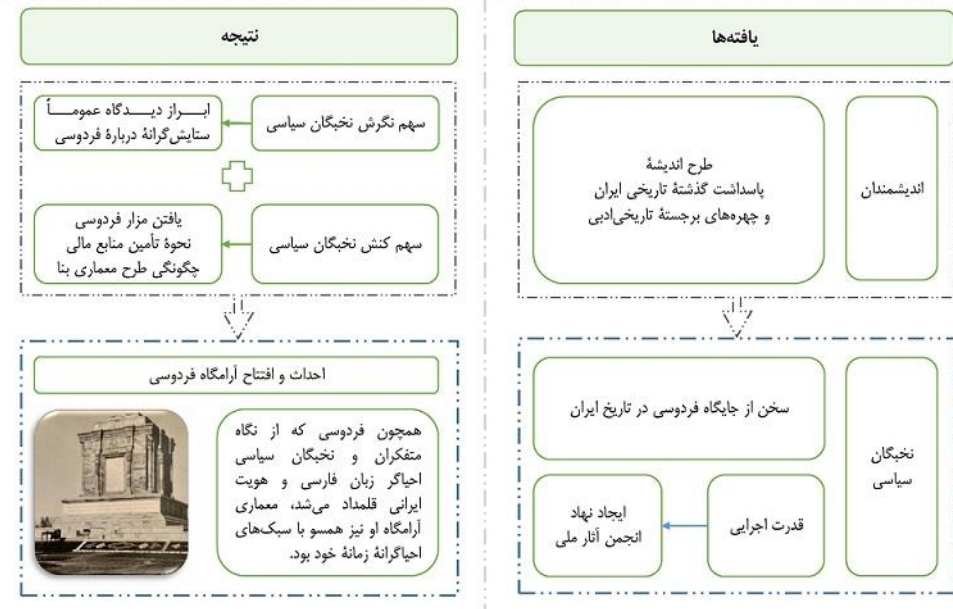 یافته‌ها
اندیشمندان
طرح اندیشهٔ
پاسداشت گذشتهٔ تاریخی ایران
و چهره‌های برجستهٔ تاریخی‌ادبی
نخبگان
سیاسی
سخن از جایگاه فردوسی در تاریخ ایران
قدرت اجرایی
ایجاد نهاد
انجمن آثار ملی
نتیجه
سهم نگرش نخبگان سیاسی
ابــراز دیــدگاه عمومــاً
ستایش‌گرانهٔ دربارهٔ فردوسی
سهم کنش نخبگان سیاسی
یافتن مزار فردوسی
نحوهٔ تأمین منابع مالی
چگونگی طرح معماری بنا
احداث و افتتاح آرامگاه فردوسی
همچون فردوسی که از نگاه
متفکران و نخبگان سیاسی
احیاگر زبان فارسی و هویت
ایرانی قلمداد می‌شد، معماری
آرامگاه او نیز همسو با سبک‌های
احیاگرانهٔ زمانهٔ خود بود.